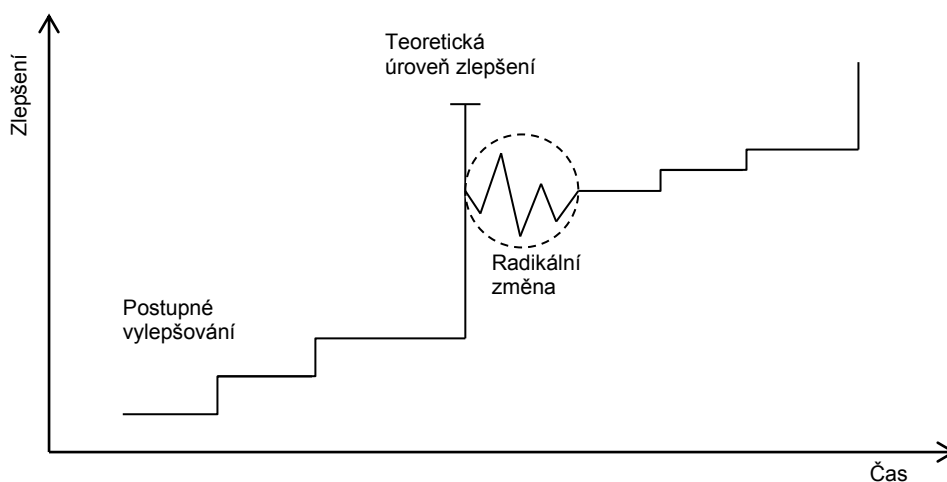 Teoretická
úroveň zlepšení
Zlepšení
Radikální
změna
Postupné
vylepšování
Čas